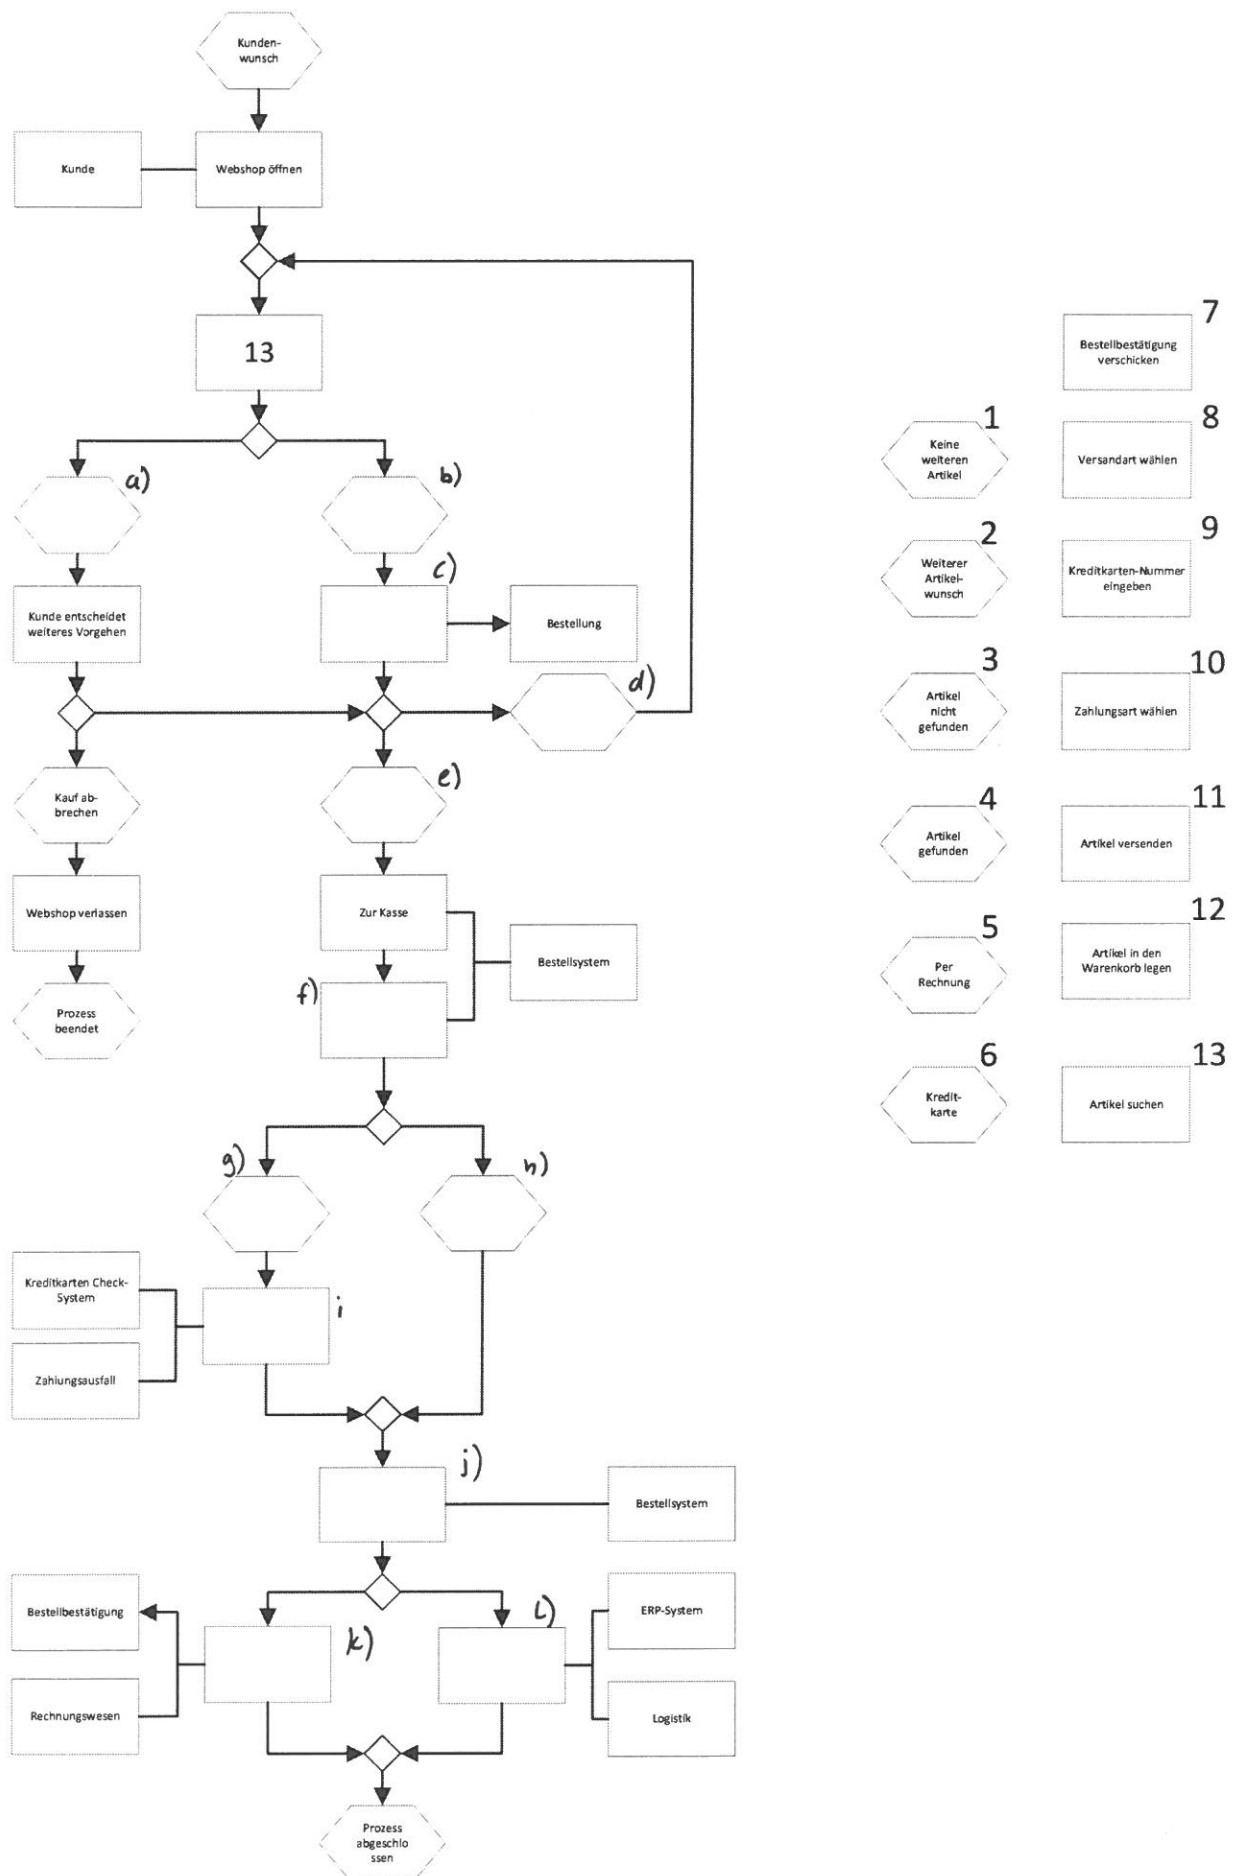 Kunden-
wunsch
Kunde
Webshop öffnen
13
a)
b)
c)
Kunde entscheidet
weiteres Vorgehen
Bestellung
d)
e)
Kauf ab-
brechen
Webshop verlassen
Zur Kasse
Bestellsystem
f)
Prozess
beendet
g)
h)
Kreditkarten Check-
System
i
Zahlungsausfall
j)
Bestellsystem
Bestellbestätigung
k)
l)
ERP-System
Rechnungswesen
Logistik
Prozess
abgeschlo
ssen
1
Keine
weiteren
Artikel
2
Weiterer
Artikel-
wunsch
3
Artikel
nicht
gefunden
4
Artikel
gefunden
5
Per
Rechnung
6
Kredit-
karte
7
Bestellbestätigung
verschicken
8
Versandart wählen
9
Kreditkarten-Nummer
eingeben
10
Zahlungsart wählen
11
Artikel versenden
12
Artikel in den
Warenkorb legen
13
Artikel suchen